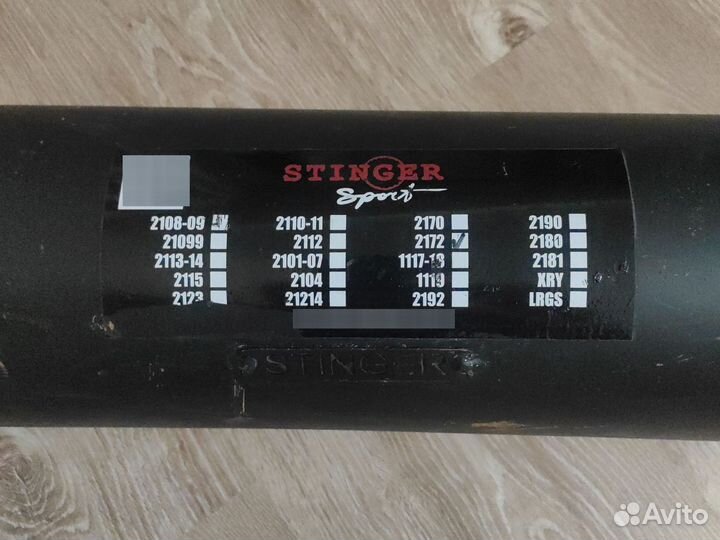 STINGER
Sport
2108-09 2110-11 2170 2190
21099 2112 2172 2180
2113-14 2101-07 1117-18 2181
2115 2104 1119 XRY
2123 21214 2192 LRGS
STINGER
Avito